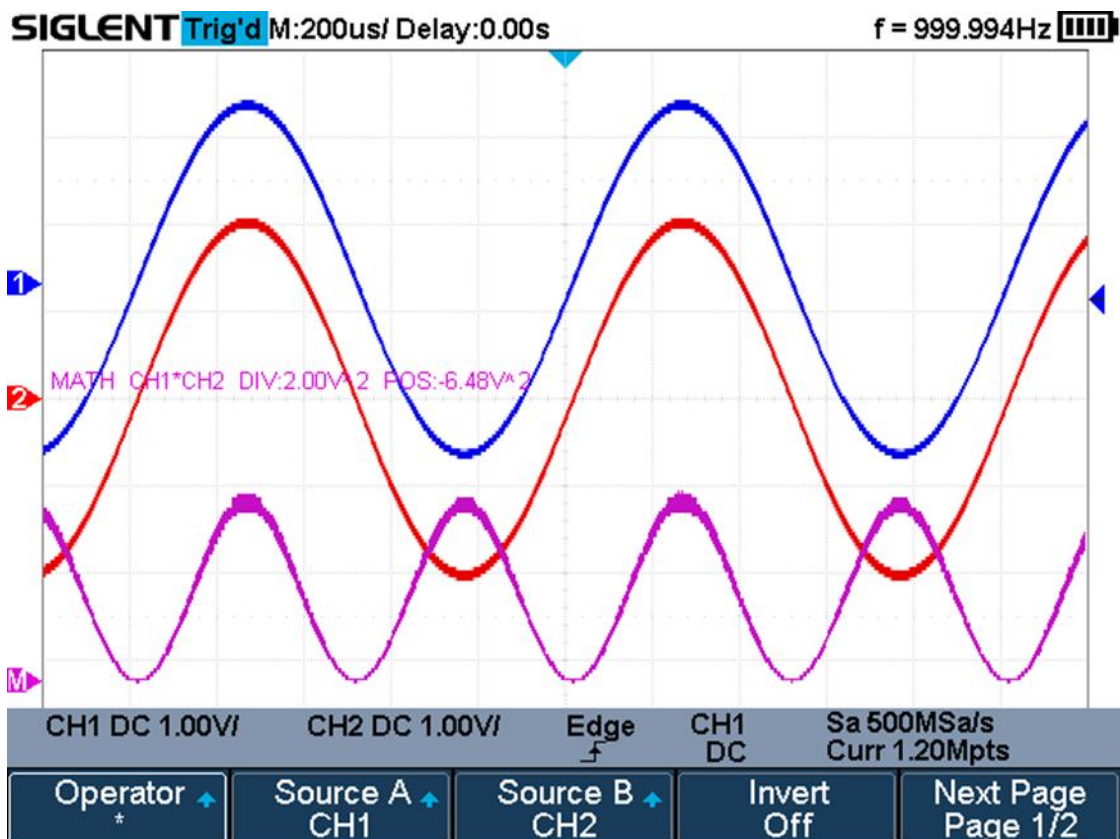 SIGLENT Trig'd M:200us/ Delay:0.00s f = 999.994Hz
1
MATH CH1*CH2 DIV:2.00V^2 POS:-6.48V^2
2
M
CH1 DC 1.00V/ CH2 DC 1.00V/ Edge CH1 Sa 500MSa/s
DC Curr 1.20Mpts
Operator Source A Source B Invert Next Page
* CH1 CH2 Off Page 1/2